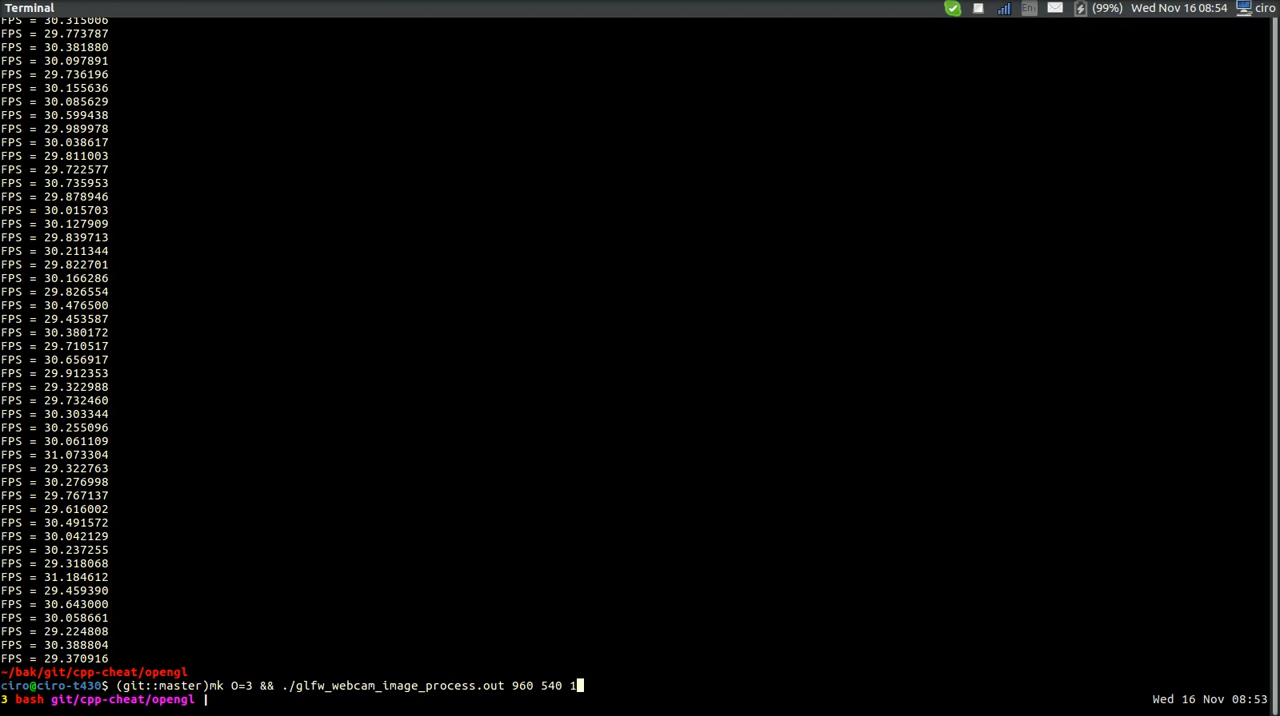 Terminal
En
(99%) Wed Nov 16 08:54 ciro
FPS = 30.315006
FPS = 29.773787
FPS = 30.381880
FPS = 30.097891
FPS = 29.736196
FPS = 30.155636
FPS = 30.085629
FPS = 30.599438
FPS = 29.989978
FPS = 30.038617
FPS = 29.811003
FPS = 29.722577
FPS = 30.735953
FPS = 29.878946
FPS = 30.015703
FPS = 30.127909
FPS = 29.839713
FPS = 30.211344
FPS = 29.822701
FPS = 30.166286
FPS = 29.826554
FPS = 30.476500
FPS = 29.453587
FPS = 30.380172
FPS = 29.710517
FPS = 30.656917
FPS = 29.912353
FPS = 29.322988
FPS = 29.732460
FPS = 30.303344
FPS = 30.255096
FPS = 30.061109
FPS = 31.073304
FPS = 29.322763
FPS = 30.276998
FPS = 29.767137
FPS = 29.616002
FPS = 30.491572
FPS = 30.042129
FPS = 30.237255
FPS = 29.318068
FPS = 31.184612
FPS = 29.459390
FPS = 30.643000
FPS = 30.058661
FPS = 29.224808
FPS = 30.388804
FPS = 29.370916
~/bak/git/cpp-cheat/opengl
ciro@ciro-t430$ (git::master)mk O=3 && ./glfw_webcam_image_process.out 960 540 1
3 bash git/cpp-cheat/opengl | Wed 16 Nov 08:53